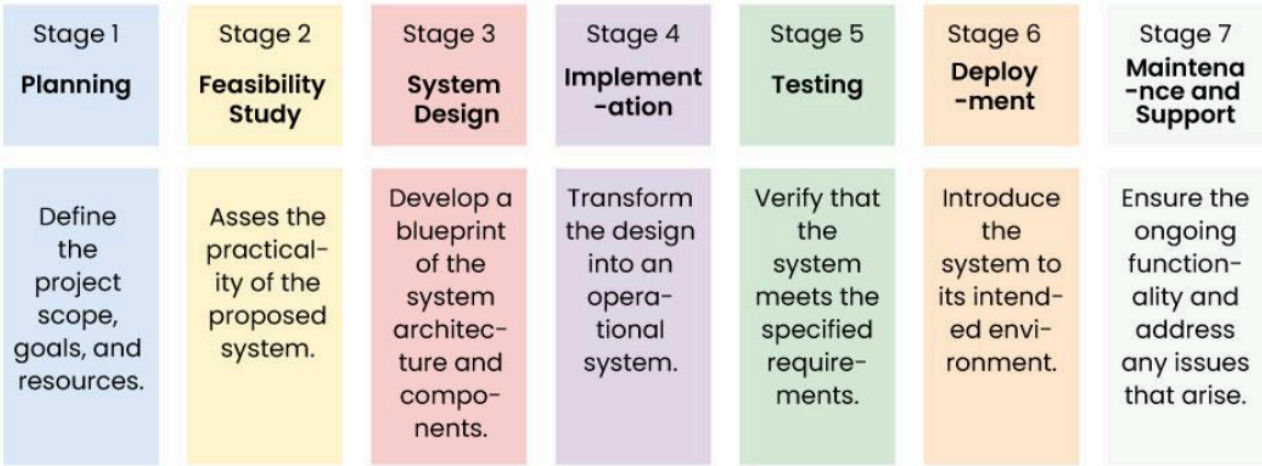 Stage 1
Planning
Define
the
project
scope,
goals, and
resources.
Stage 2
Feasibility
Study
Asses the
practical-
ity of the
proposed
system.
Stage 3
System
Design
Develop a
blueprint
of the
system
architec-
ture and
compo-
nents.
Stage 4
Implement
-ation
Transform
the design
into an
opera-
tional
system.
Stage 5
Testing
Verify that
the
system
meets the
specified
require-
ments.
Stage 6
Deploy
-ment
Introduce
the
system to
its intend-
ed envi-
ronment.
Stage 7
Maintena
-nce and
Support
Ensure the
ongoing
function-
ality and
address
any issues
that arise.